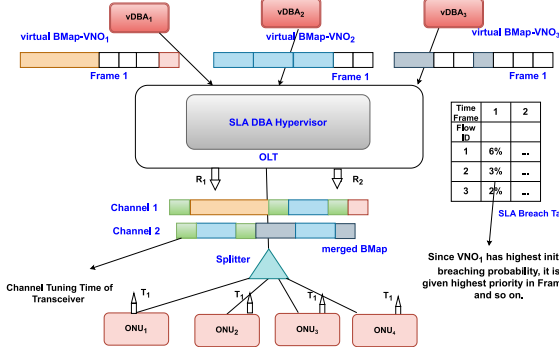 vDBA1
vDBA2
vDBA3
virtual BMap-VNO1
virtual BMap-VNO2
virtual BMap-VNO3
Frame 1
Frame 1
Frame 1
SLA DBA Hypervisor
OLT
R1
R2
Time Frame 1 2
Flow ID
1 6% ...
2 3% ...
3 2% ...
SLA Breach Ta
Channel 1
Channel 2
merged BMap
Splitter
Channel Tuning Time of
Transceiver
Since VNO1 has highest init
breaching probability, it is
given highest priority in Fram
and so on.
T1
T1
T1
T1
ONU1
ONU2
ONU3
ONU4